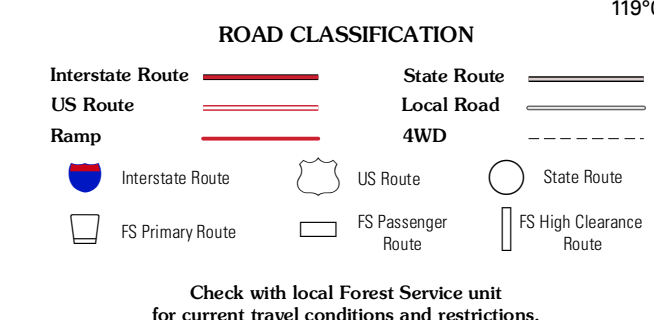 119°0
ROAD CLASSIFICATION
Interstate Route
State Route
US Route
Local Road
Ramp
4WD
Interstate Route
US Route
State Route
FS Primary Route
FS Passenger
Route
FS High Clearance
Route
Check with local Forest Service unit
for current travel conditions and restrictions.